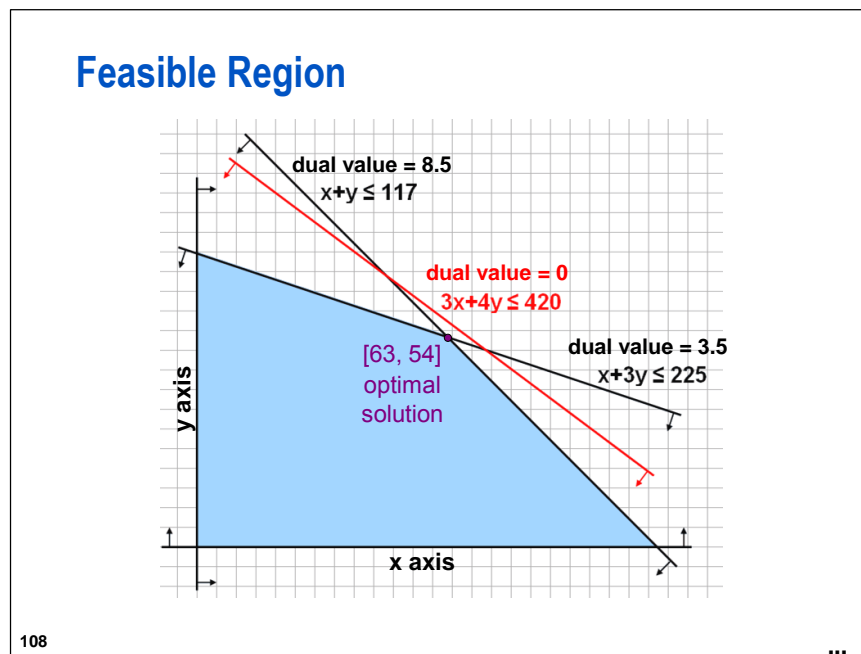 Feasible Region
dual value = 8.5
x+y ≤ 117
dual value = 0
3x+4y ≤ 420
dual value = 3.5
x+3y ≤ 225
[63, 54]
optimal
solution
y axis
x axis
108
...